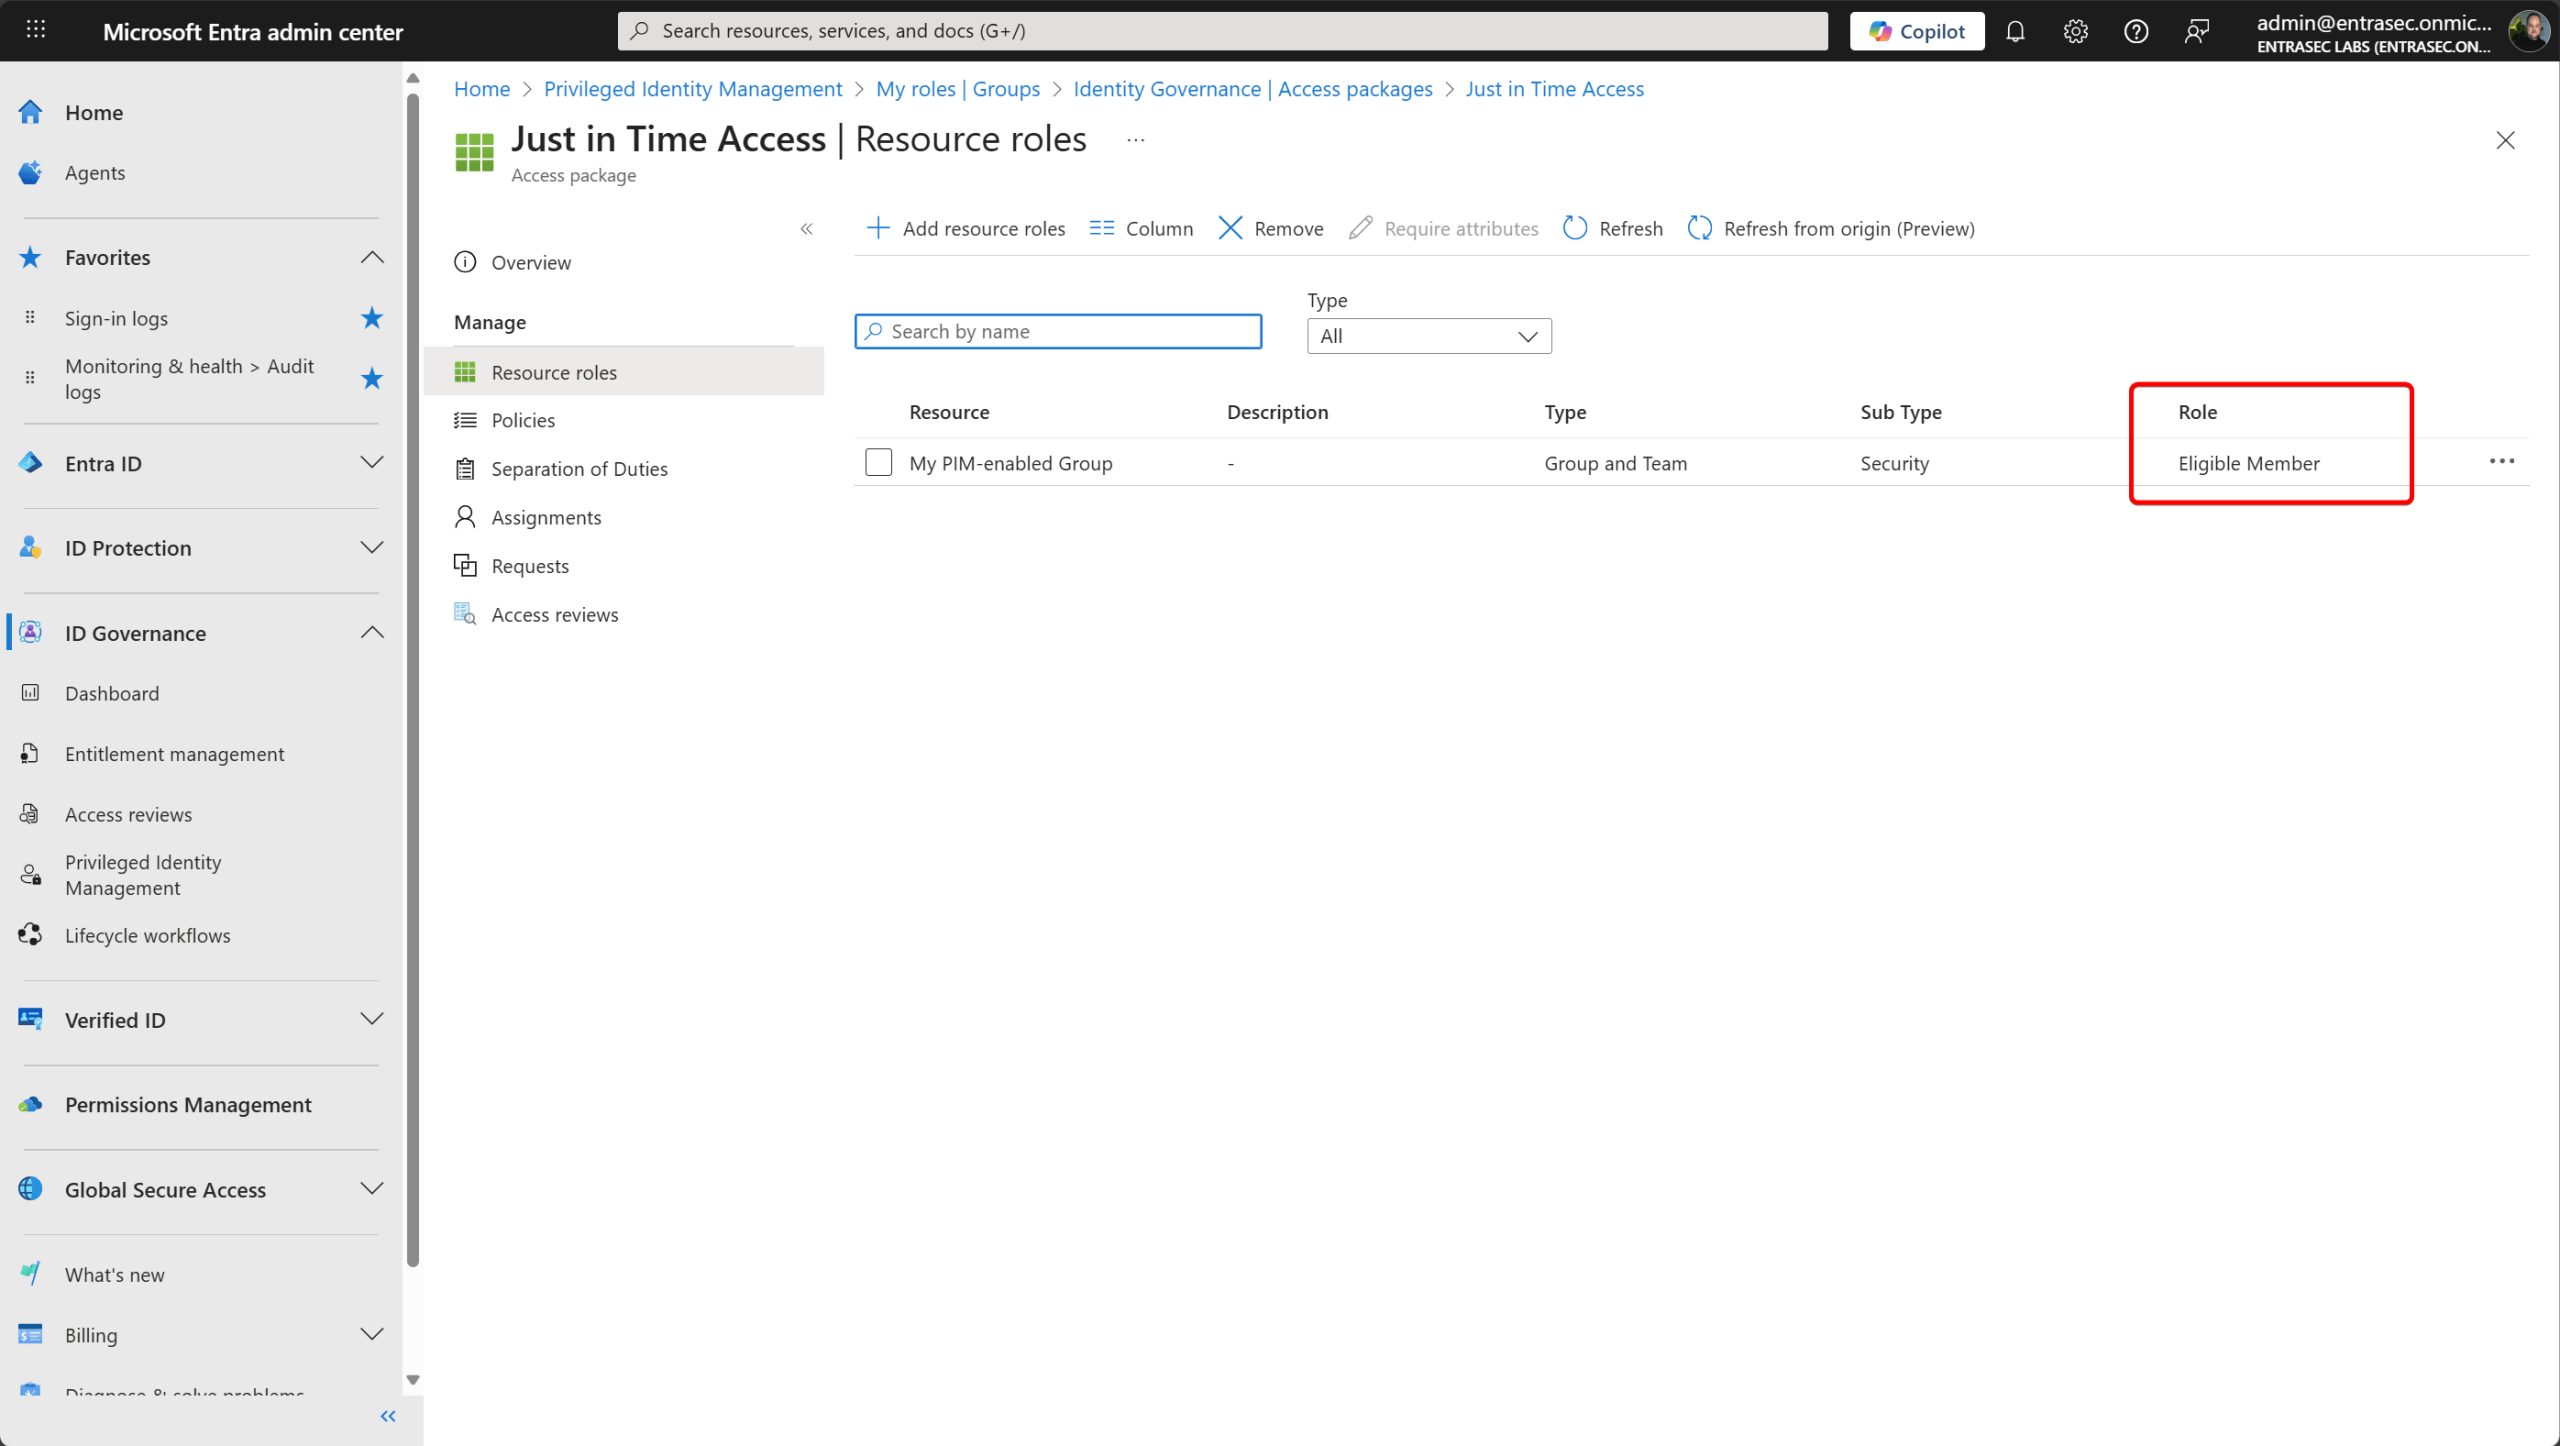 Microsoft Entra admin center
Search resources, services, and docs (G+/)
Copilot
admin@entrasec.onmic...
ENTRASEC LABS (ENTRASEC.ON...
Home
Agents
Favorites
Sign-in logs
Monitoring & health > Audit
logs
Entra ID
ID Protection
ID Governance
Dashboard
Entitlement management
Access reviews
Privileged Identity
Management
Lifecycle workflows
Verified ID
Permissions Management
Global Secure Access
What's new
Billing
Diagnose & solve problems
Home > Privileged Identity Management > My roles | Groups > Identity Governance | Access packages > Just in Time Access
Just in Time Access | Resource roles ...
Access package
Overview
Manage
Resource roles
Policies
Separation of Duties
Assignments
Requests
Access reviews
Add resource roles Column Remove Require attributes Refresh Refresh from origin (Preview)
Type
Search by name
All
Resource Description Type Sub Type Role
My PIM-enabled Group - Group and Team Security Eligible Member